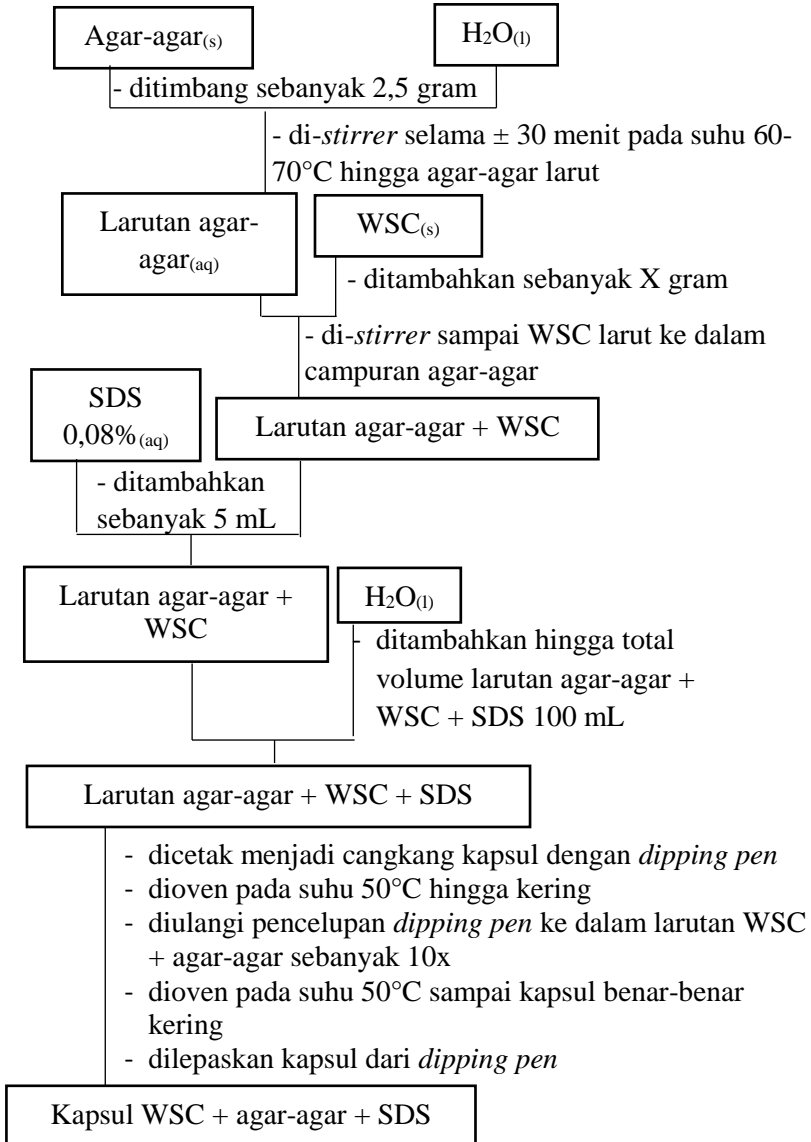 Agar-agar(s)
H2O(l)
- ditimbang sebanyak 2,5 gram
- di-stirrer selama ± 30 menit pada suhu 60-
70°C hingga agar-agar larut
Larutan agar-
agar(aq)
WSC(s)
- ditambahkan sebanyak X gram
- di-stirrer sampai WSC larut ke dalam
campuran agar-agar
SDS
0,08%(aq)
Larutan agar-agar + WSC
- ditambahkan
sebanyak 5 mL
Larutan agar-agar +
WSC
H2O(l)
- ditambahkan hingga total
volume larutan agar-agar +
WSC + SDS 100 mL
Larutan agar-agar + WSC + SDS
- dicetak menjadi cangkang kapsul dengan dipping pen
- dioven pada suhu 50°C hingga kering
- diulangi pencelupan dipping pen ke dalam larutan WSC
+ agar-agar sebanyak 10x
- dioven pada suhu 50°C sampai kapsul benar-benar
kering
- dilepaskan kapsul dari dipping pen
Kapsul WSC + agar-agar + SDS